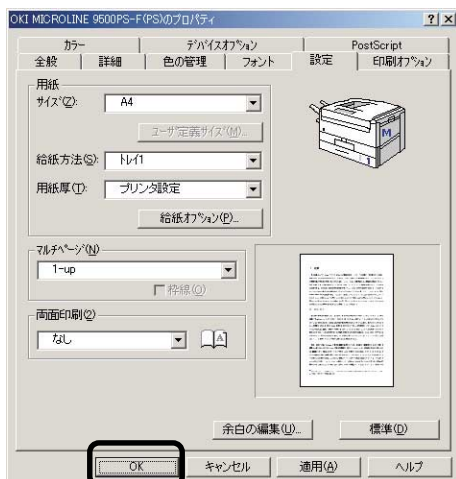 OKI MICROLINE 9500PS-F(PS)のプロパティ
カラー デバイスオプション PostScript
全般 詳細 色の管理 フォント 設定 印刷オプション
用紙
サイズ(Z): A4
ユーザ定義サイズ(M)...
給紙方法(S): トレイ1
用紙厚(T): プリンタ設定
給紙オプション(P)...
マルチページ(N)
1-up
枠線(O)
両面印刷(2)
なし
A
M
1
余白の編集(U)... 標準(D)
OK キャンセル 適用(A) ヘルプ